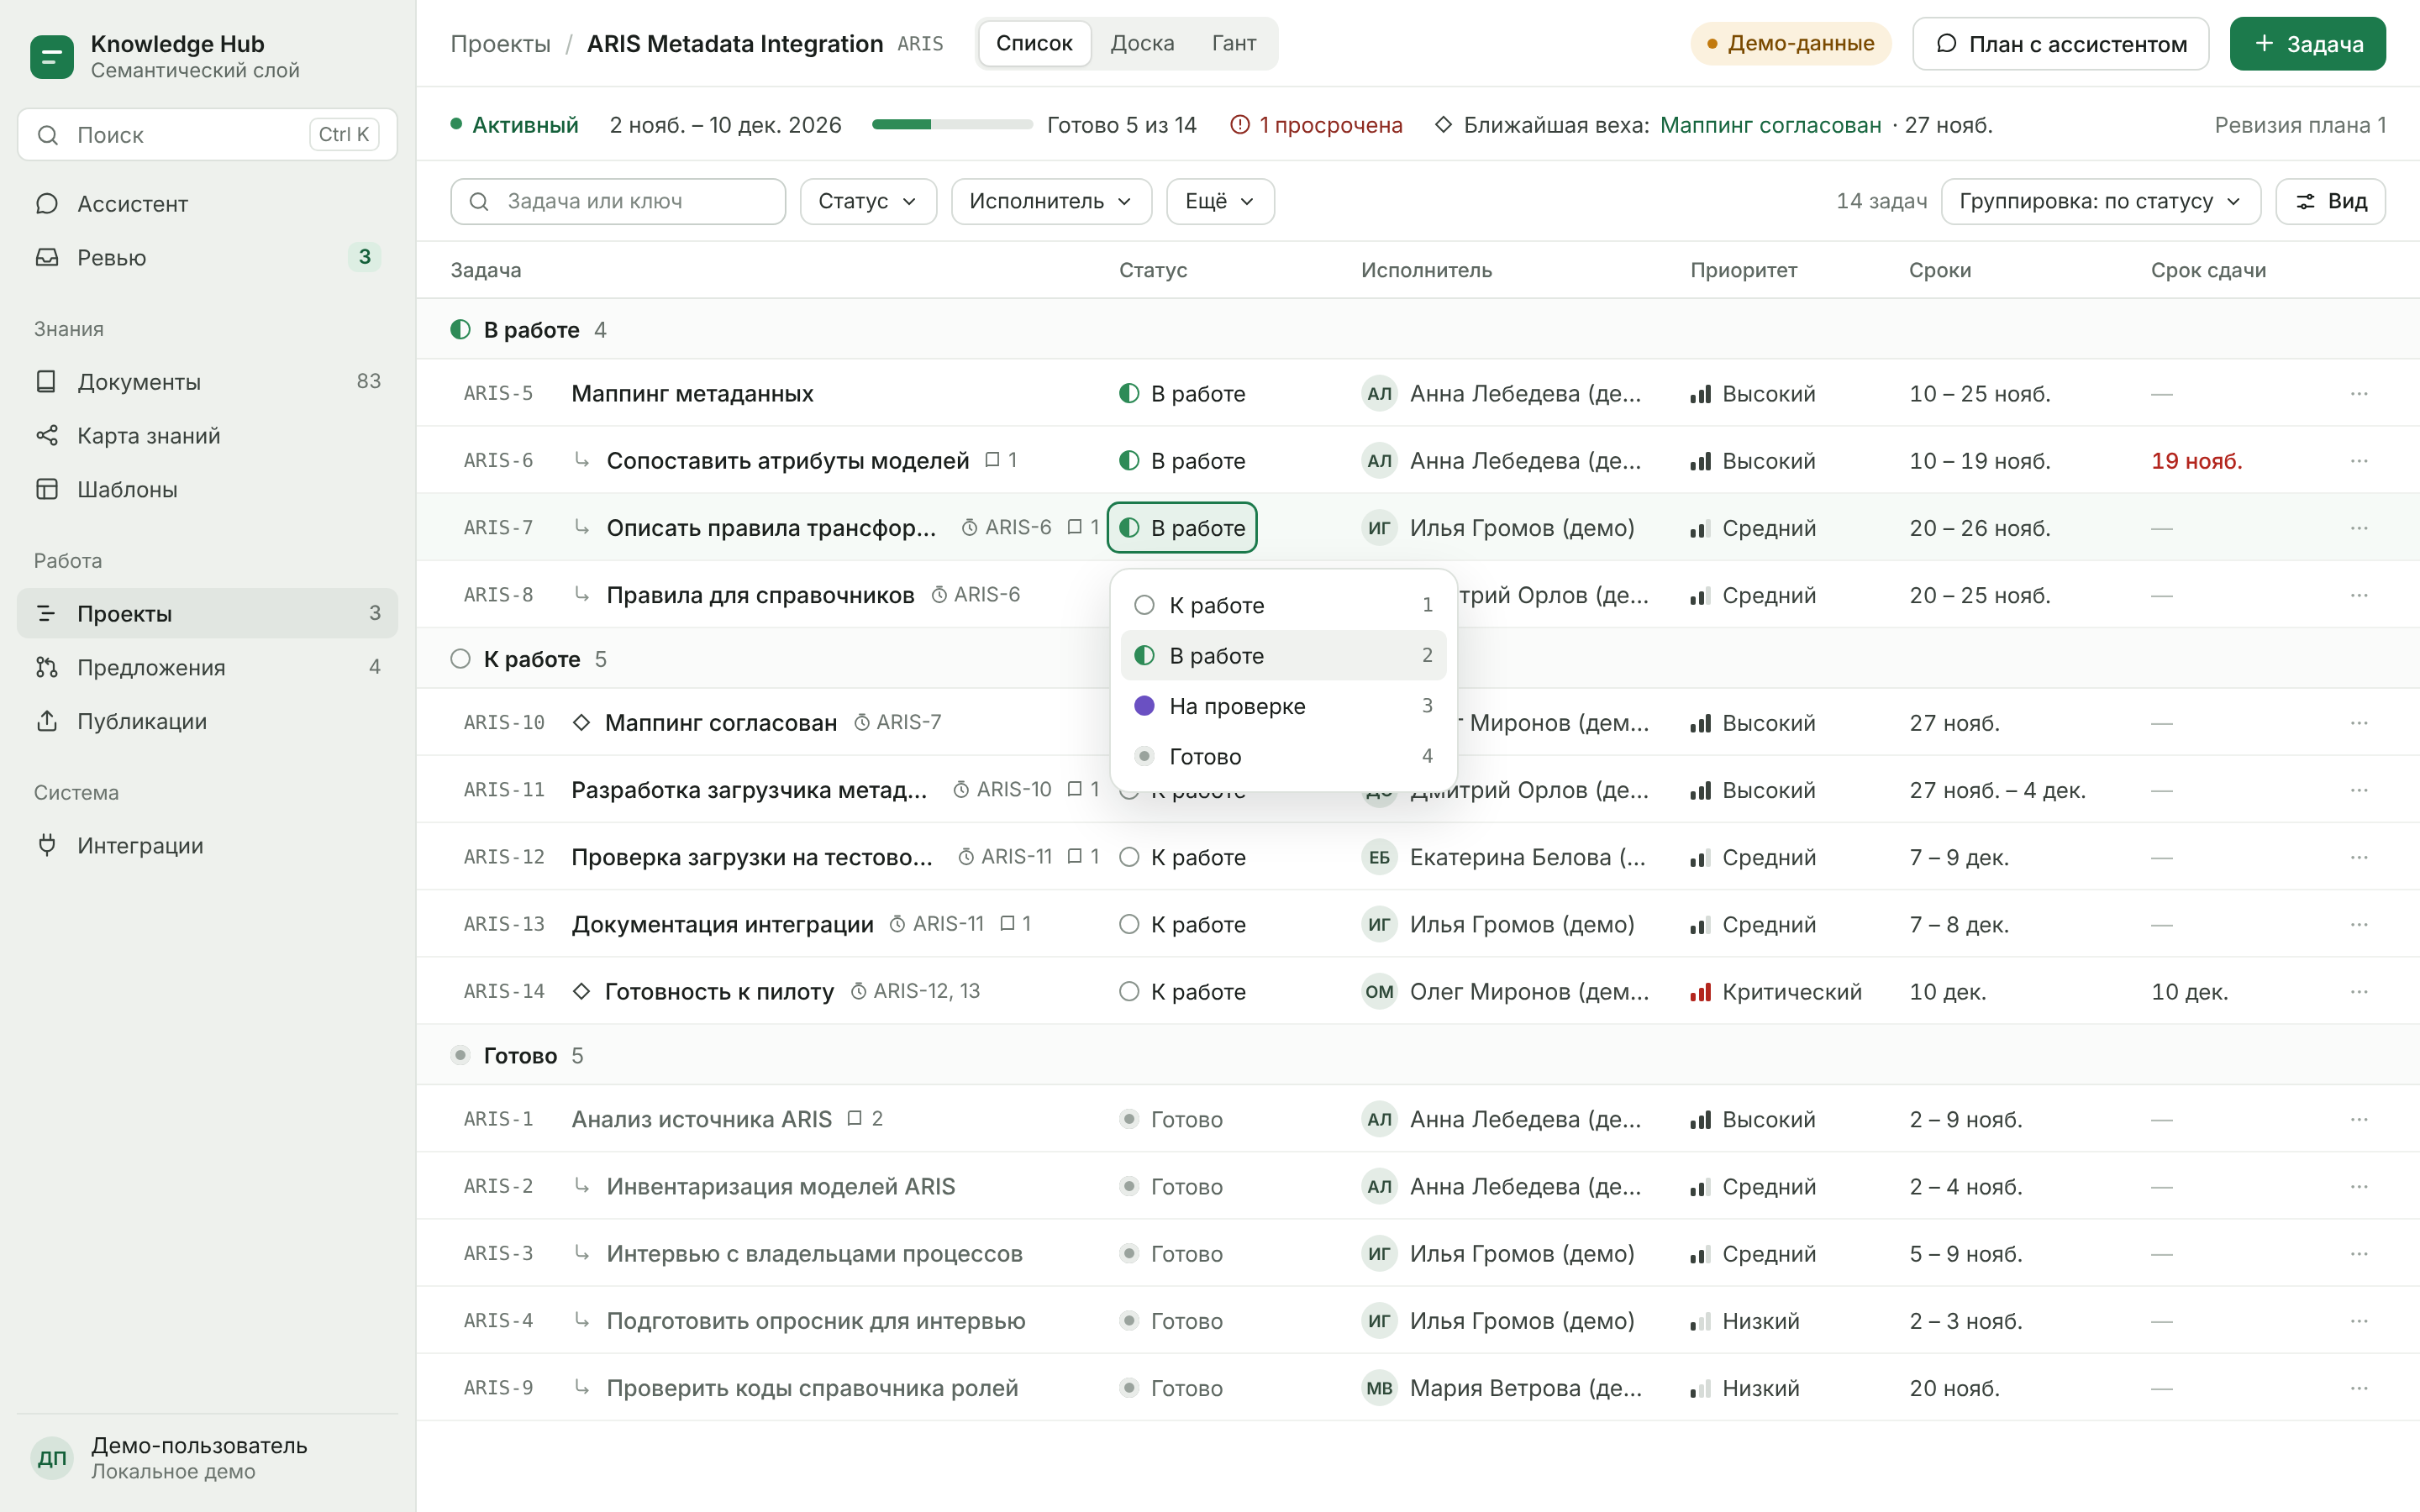 Knowledge Hub
Семантический слой
Поиск Ctrl K
Ассистент
Ревью 3
Знания
Документы 83
Карта знаний
Шаблоны
Работа
Проекты 3
Предложения 4
Публикации
Система
Интеграции
ДП Демо-пользователь
Локальное демо
Проекты / ARIS Metadata Integration ARIS Список Доска Гант Демо-данные План с ассистентом + Задача
Активный 2 нояб. – 10 дек. 2026 Готово 5 из 14 1 просрочена Ближайшая веха: Маппинг согласован · 27 нояб. Ревизия плана 1
Задача или ключ Статус Исполнитель Ещё 14 задач Группировка: по статусу Вид
Задача Статус Исполнитель Приоритет Сроки Срок сдачи
В работе 4
ARIS-5 Маппинг метаданных В работе АЛ Анна Лебедева (де... Высокий 10 – 25 нояб. — ...
ARIS-6 Сопоставить атрибуты моделей 1 В работе АЛ Анна Лебедева (де... Высокий 10 – 19 нояб. 19 нояб. ...
ARIS-7 Описать правила трансфор... ARIS-6 1 В работе ИГ Илья Громов (демо) Средний 20 – 26 нояб. — ...
ARIS-8 Правила для справочников ARIS-6 Орлов (де... Средний 20 – 25 нояб. — ...
К работе 1
В работе 2
На проверке 3
Готово 4
К работе 5
ARIS-10 Маппинг согласован ARIS-7 Миронов (дем... Высокий 27 нояб. — ...
ARIS-11 Разработка загрузчика метад... ARIS-10 1 К работе Дмитрий Орлов (де... Высокий 27 нояб. – 4 дек. — ...
ARIS-12 Проверка загрузки на тестово... ARIS-11 1 К работе ЕБ Екатерина Белова (... Средний 7 – 9 дек. — ...
ARIS-13 Документация интеграции ARIS-11 1 К работе ИГ Илья Громов (демо) Средний 7 – 8 дек. — ...
ARIS-14 Готовность к пилоту ARIS-12, 13 К работе ОМ Олег Миронов (дем... Критический 10 дек. 10 дек. ...
Готово 5
ARIS-1 Анализ источника ARIS 2 Готово АЛ Анна Лебедева (де... Высокий 2 – 9 нояб. — ...
ARIS-2 Инвентаризация моделей ARIS Готово АЛ Анна Лебедева (де... Средний 2 – 4 нояб. — ...
ARIS-3 Интервью с владельцами процессов Готово ИГ Илья Громов (демо) Средний 5 – 9 нояб. — ...
ARIS-4 Подготовить опросник для интервью Готово ИГ Илья Громов (демо) Низкий 2 – 3 нояб. — ...
ARIS-9 Проверить коды справочника ролей Готово МВ Мария Ветрова (де... Низкий 20 нояб. — ...